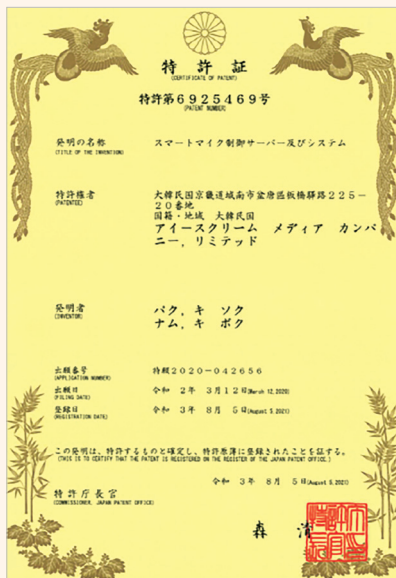 特許証
(CERTIFICATE OF PATENT)
特許第6925469号
(PATENT NUMBER)
発明の名称
(TITLE OF THE INVENTION)
スマートマイク制御サーバー及びシステム
特許権者
(PATENTEE)
大韓民国京畿道城南市盆唐区板橋駅路225-
20番地
国籍・地域 大韓民国
アイースクリーム メディア カンパ
ニー, リミテッド
発明者
(INVENTOR)
パク, キ ソク
ナム, キ ボク
出願番号
(APPLICATION NUMBER)
特願2020-042656
出願日
(FILING DATE)
令和 2年 3月12日(March 12,2020)
登録日
(REGISTRATION DATE)
令和 3年 8月 5日(August 5,2021)
この発明は、特許するものと確定し、特許原簿に登録されたことを証する。
(THIS IS TO CERTIFY THAT THE PATENT IS REGISTERED ON THE REGISTER OF THE JAPAN PATENT OFFICE.)
令和 3年 8月 5日(August 5,2021)
特許庁長官
(COMMISSIONER, JAPAN PATENT OFFICE)
森 清